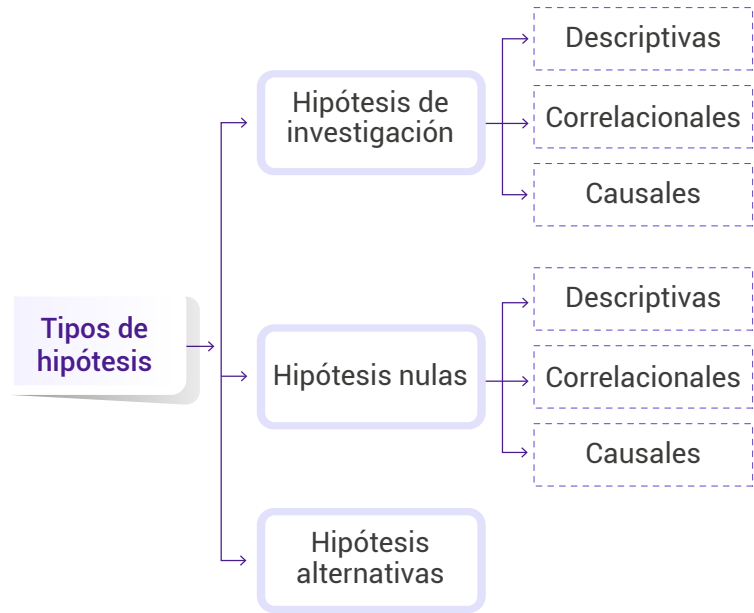 Tipos de
hipótesis
Hipótesis de
investigación
Descriptivas
Correlacionales
Causales
Hipótesis nulas
Descriptivas
Correlacionales
Causales
Hipótesis
alternativas